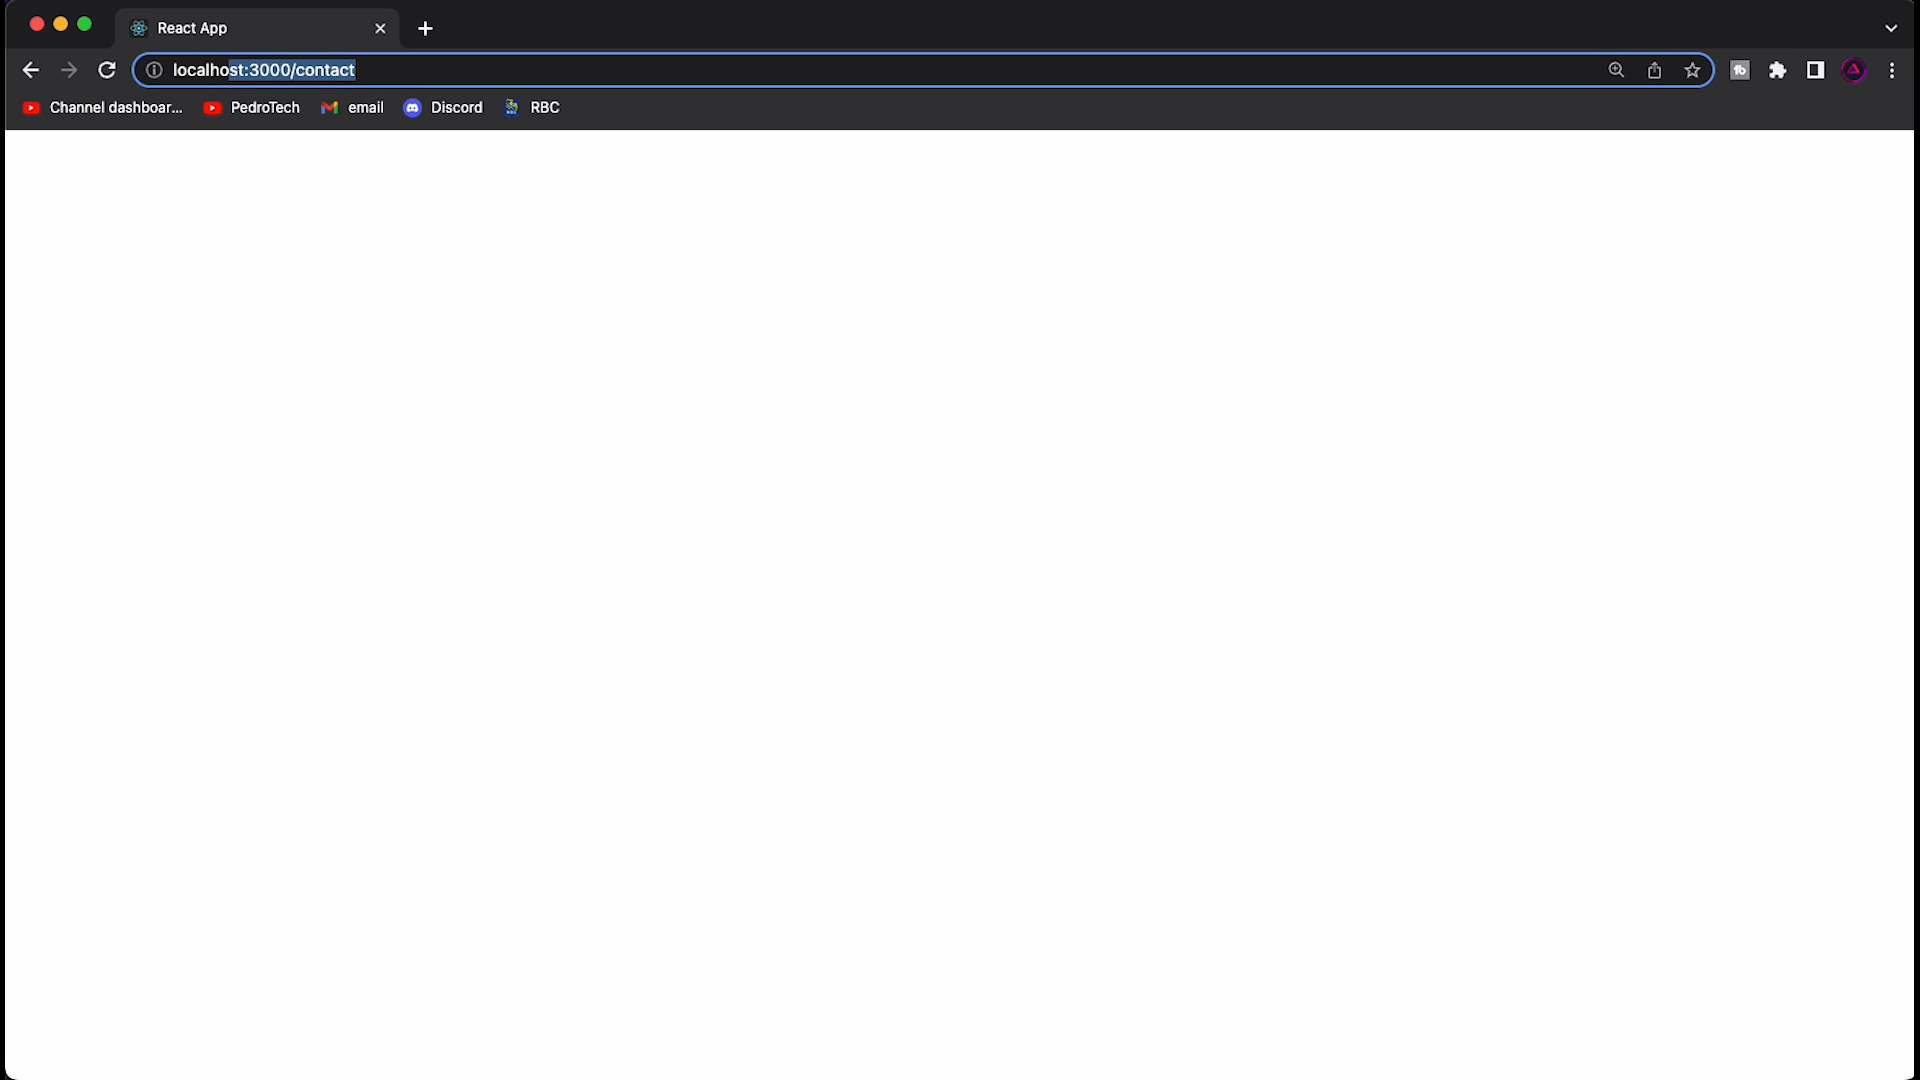 React App
localhost:3000/contact
Channel dashboar... PedroTech email Discord RBC